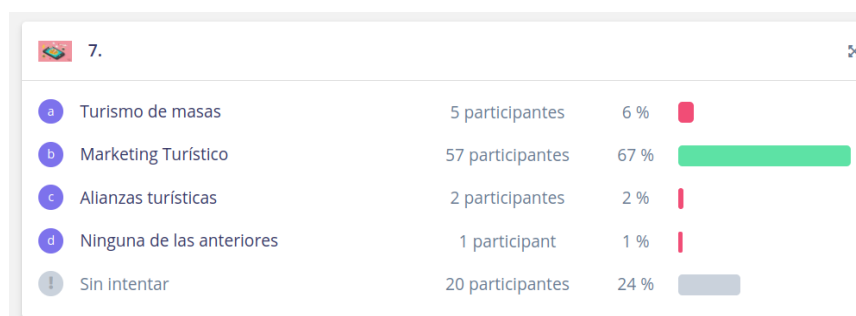 7.
a Turismo de masas 5 participantes 6 %
b Marketing Turístico 57 participantes 67 %
c Alianzas turísticas 2 participantes 2 %
d Ninguna de las anteriores 1 participant 1 %
! Sin intentar 20 participantes 24 %